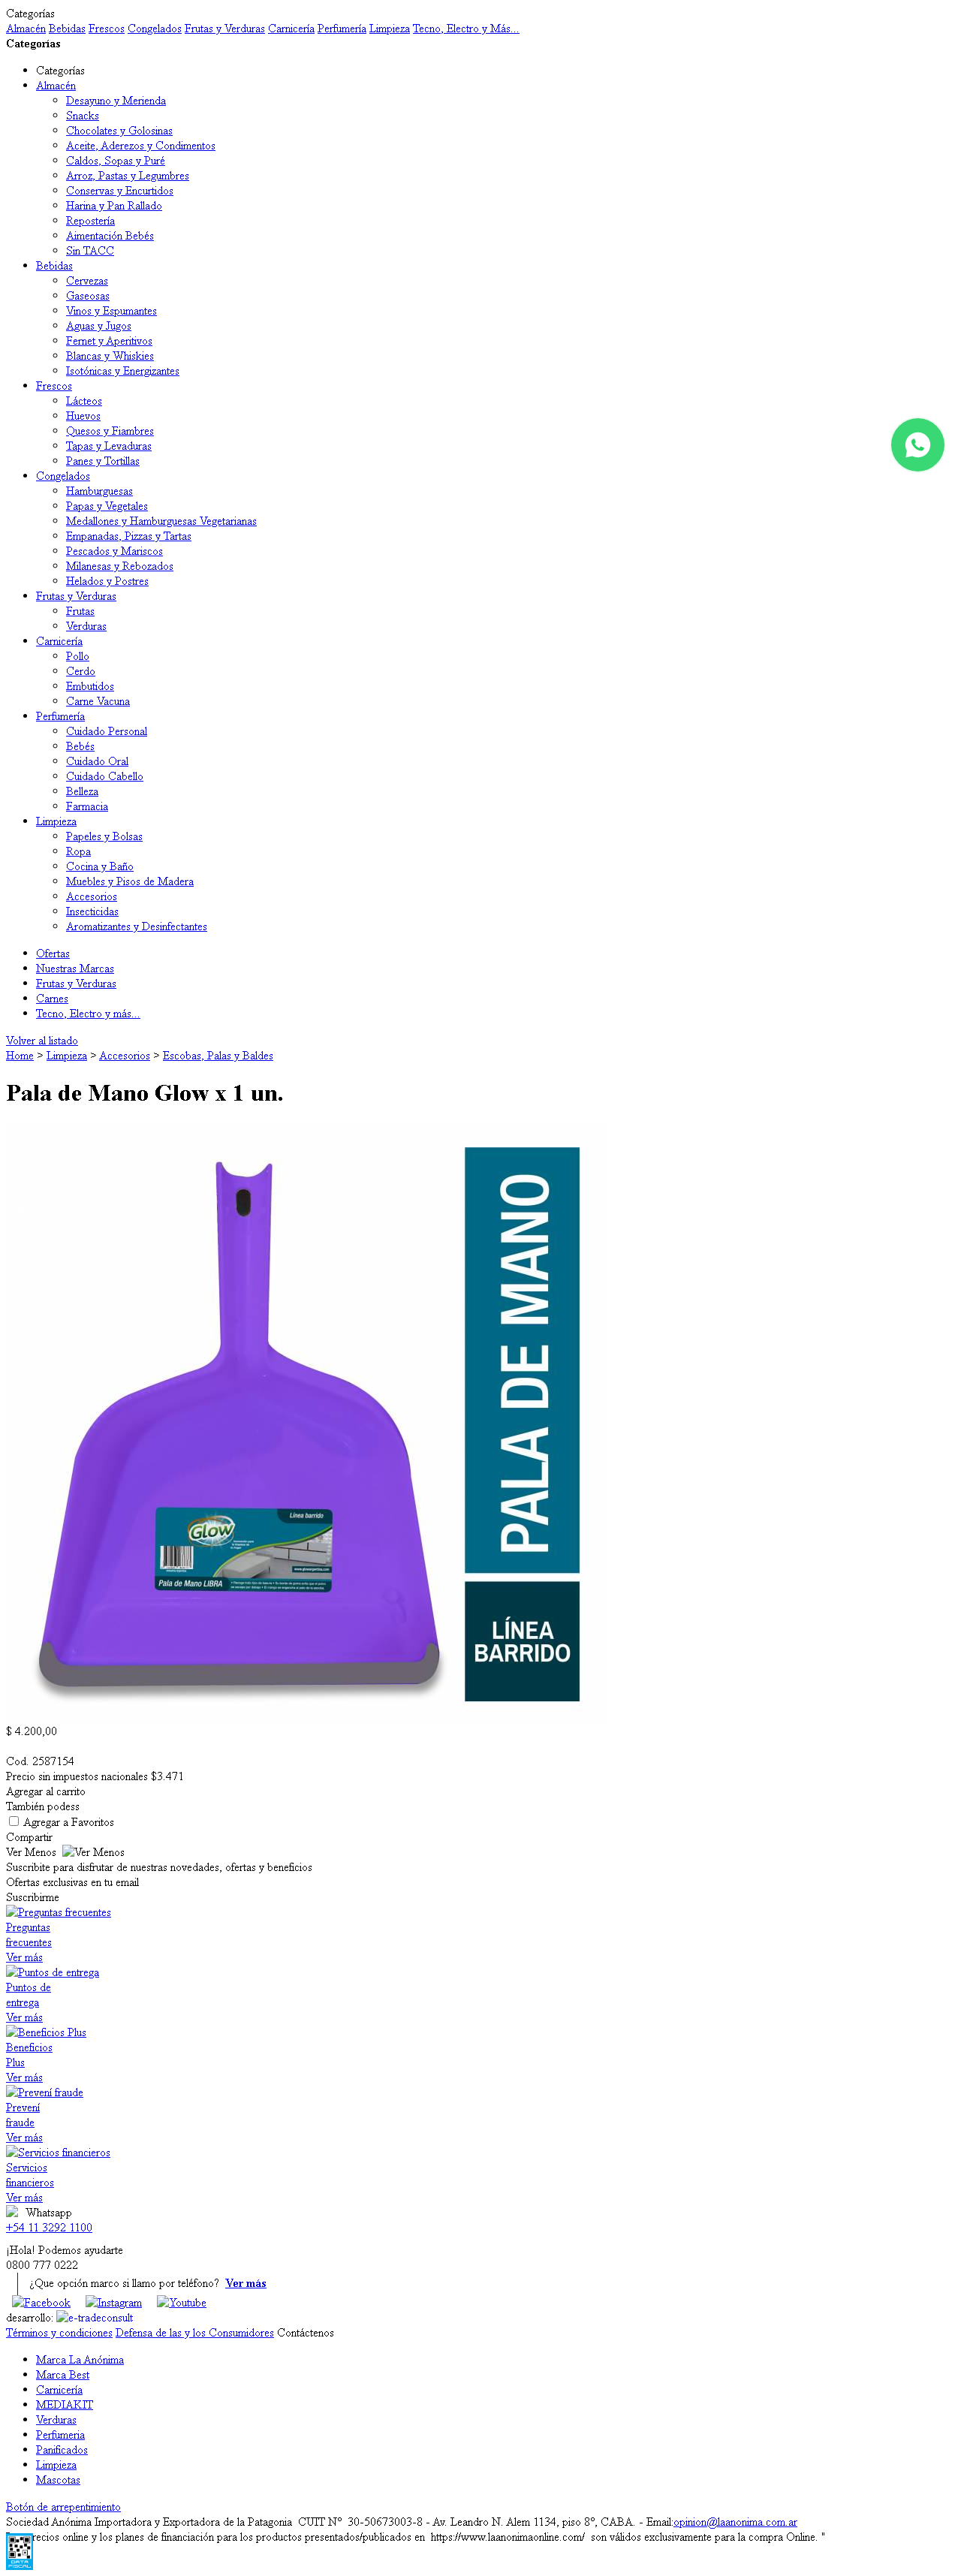 Categorías
Almacén Bebidas Frescos Congelados Frutas y Verduras Carnicería Perfumería Limpieza Tecno, Electro y Más...
Categorías
Categorías
Almacén
Desayuno y Merienda
Snacks
Chocolates y Golosinas
Aceite, Aderezos y Condimentos
Caldos, Sopas y Puré
Arroz, Pastas y Legumbres
Conservas y Encurtidos
Harina y Pan Rallado
Repostería
Aimentación Bebés
Sin TACC
Bebidas
Cervezas
Gaseosas
Vinos y Espumantes
Aguas y Jugos
Fernet y Aperitivos
Blancas y Whiskies
Isotónicas y Energizantes
Frescos
Lácteos
Huevos
Quesos y Fiambres
Tapas y Levaduras
Panes y Tortillas
Congelados
Hamburguesas
Papas y Vegetales
Medallones y Hamburguesas Vegetarianas
Empanadas, Pizzas y Tartas
Pescados y Mariscos
Milanesas y Rebozados
Helados y Postres
Frutas y Verduras
Frutas
Verduras
Carnicería
Pollo
Cerdo
Embutidos
Carne Vacuna
Perfumería
Cuidado Personal
Bebés
Cuidado Oral
Cuidado Cabello
Belleza
Farmacia
Limpieza
Papeles y Bolsas
Ropa
Cocina y Baño
Muebles y Pisos de Madera
Accesorios
Insecticidas
Aromatizantes y Desinfectantes
Ofertas
Nuestras Marcas
Frutas y Verduras
Carnes
Tecno, Electro y más...
Volver al listado
Home > Limpieza > Accesorios > Escobas, Palas y Baldes
Pala de Mano Glow x 1 un.
PALA DE MANO
Línea barrido
Glow
Pala de Mano LIBRA
LÍNEA
BARRIDO
$ 4.200,00
Cod. 2587154
Precio sin impuestos nacionales $3.471
Agregar al carrito
También podess
Agregar a Favoritos
Compartir
Ver Menos Ver Menos
Suscribite para disfrutar de nuestras novedades, ofertas y beneficios
Ofertas exclusivas en tu email
Suscribirme
Preguntas frecuentes
Preguntas
frecuentes
Ver más
Puntos de entrega
Puntos de
entrega
Ver más
Beneficios Plus
Beneficios
Plus
Ver más
Prevení fraude
Prevení
fraude
Ver más
Servicios financieros
Servicios
financieros
Ver más
Whatsapp
+54 11 3292 1100
¡Hola! Podemos ayudarte
0800 777 0222
¿Que opción marco si llamo por teléfono? Ver más
Facebook Instagram Youtube
desarrollo: e-tradeconsult
Términos y condiciones Defensa de las y los Consumidores Contáctenos
Marca La Anónima
Marca Best
Carnicería
MEDIAKIT
Verduras
Perfumeria
Panificados
Limpieza
Mascotas
Botón de arrepentimiento
Sociedad Anónima Importadora y Exportadora de la Patagonia CUIT Nº 30-50673003-8 - Av. Leandro N. Alem 1134, piso 8º, CABA. - Email:opinion@laanonima.com.ar
recios online y los planes de financiación para los productos presentados/publicados en https://www.laanonimaonline.com/ son válidos exclusivamente para la compra Online. "
DATA
FISCAL